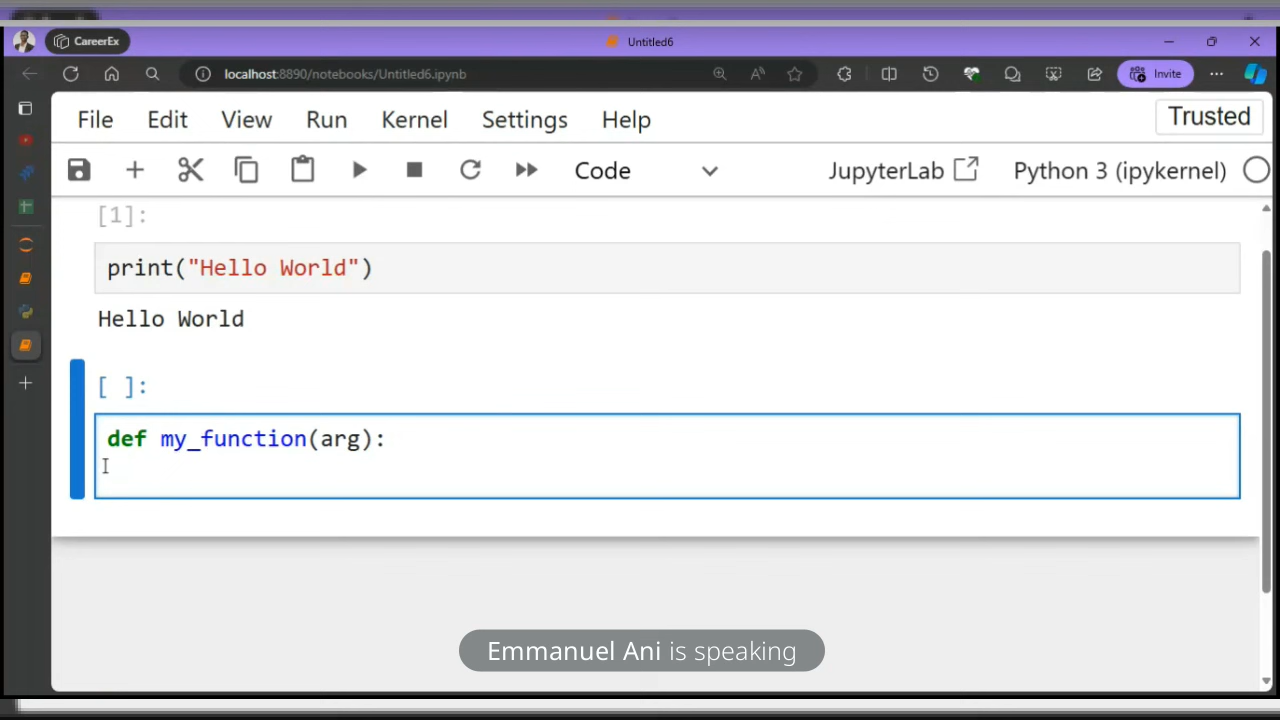 CareerEx
Untitled6
localhost:8890/notebooks/Untitled6.ipynb
Invite
File Edit View Run Kernel Settings Help
Trusted
Code
JupyterLab
Python 3 (ipykernel)
[1]:
print("Hello World")
Hello World
[ ]:
def my_function(arg):
Emmanuel Ani is speaking